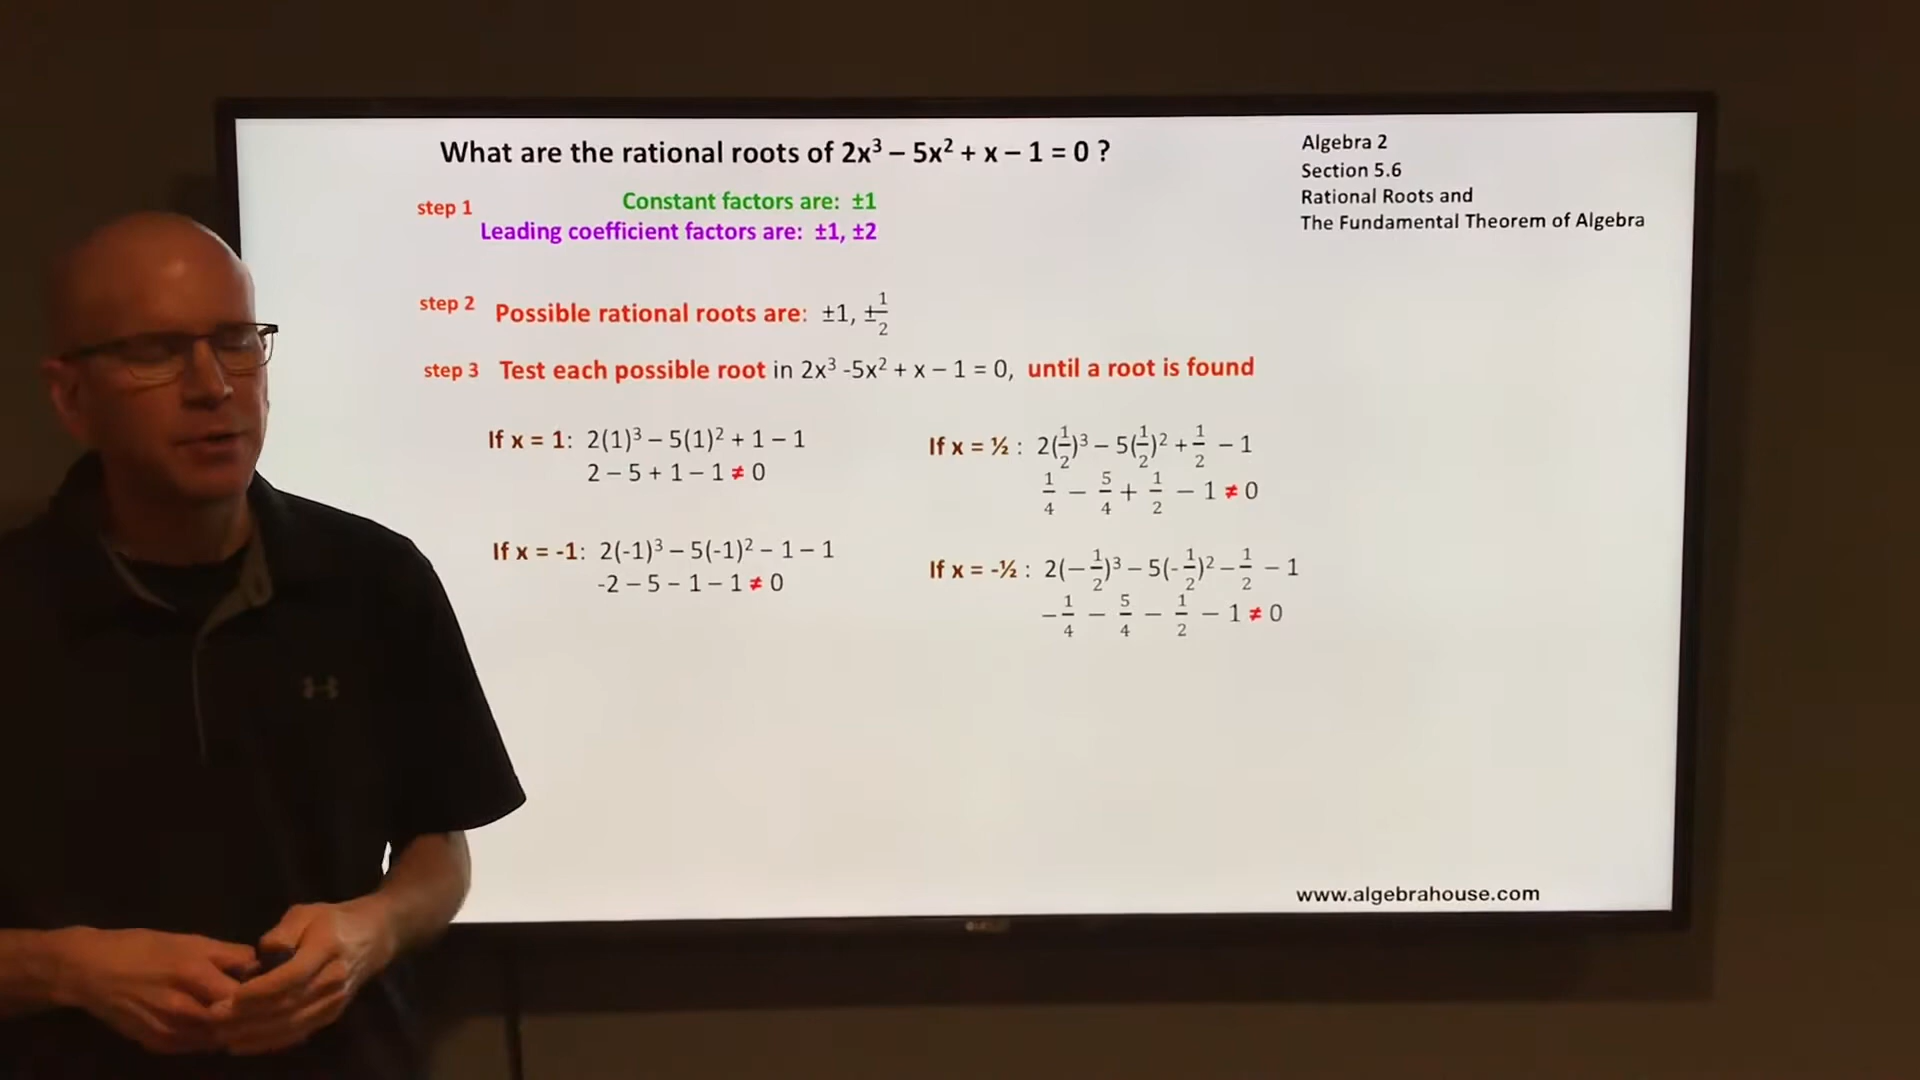 What are the rational roots of 2x³ – 5x² + x – 1 = 0 ?
Algebra 2
Section 5.6
Rational Roots and
The Fundamental Theorem of Algebra
step 1
Constant factors are: ±1
Leading coefficient factors are: ±1, ±2
step 2 Possible rational roots are: ±1, ±1/2
step 3 Test each possible root in 2x³ -5x² + x – 1 = 0, until a root is found
If x = 1: 2(1)³ – 5(1)² + 1 – 1
2 – 5 + 1 – 1 ≠ 0
If x = -1: 2(-1)³ – 5(-1)² – 1 – 1
-2 – 5 – 1 – 1 ≠ 0
If x = ½ : 2(1/2)³ – 5(1/2)² + 1/2 – 1
1/4 – 5/4 + 1/2 – 1 ≠ 0
If x = -½ : 2(–1/2)³ – 5(-1/2)² – 1/2 – 1
–1/4 – 5/4 – 1/2 – 1 ≠ 0
www.algebrahouse.com